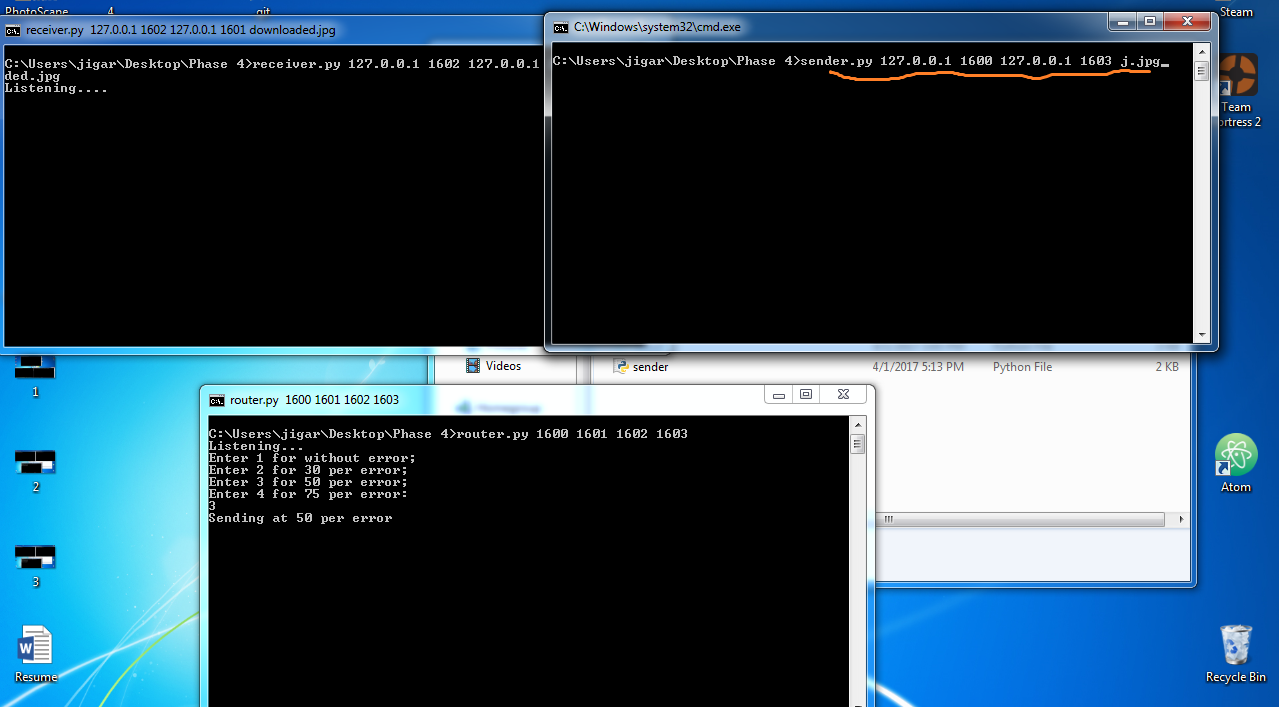 PhotoScape
4
git
Steam
receiver.py 127.0.0.1 1602 127.0.0.1 1601 downloaded.jpg
C:\Users\jigar\Desktop\Phase 4>receiver.py 127.0.0.1 1602 127.0.0.1
ded.jpg
Listening....
C:\Windows\system32\cmd.exe
C:\Users\jigar\Desktop\Phase 4>sender.py 127.0.0.1 1600 127.0.0.1 1603 j.jpg_
Team
ortress 2
Videos
sender 4/1/2017 5:13 PM Python File 2 KB
1
router.py 1600 1601 1602 1603
C:\Users\jigar\Desktop\Phase 4>router.py 1600 1601 1602 1603
Listening...
Enter 1 for without error;
Enter 2 for 30 per error;
Enter 3 for 50 per error;
Enter 4 for 75 per error:
3
Sending at 50 per error
2
Atom
3
Resume
Recycle Bin